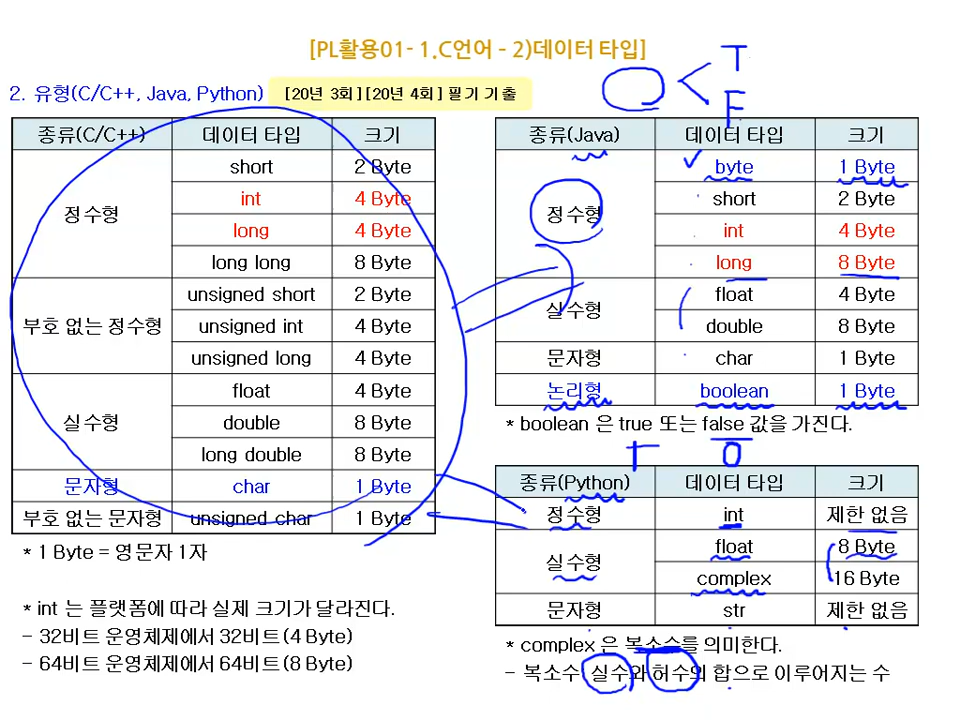 [PL활용01- 1.C언어 - 2)데이터 타입]
2. 유형(C/C++, Java, Python) [20년 3회][20년 4회] 필기 기출
T
F
종류(C/C++) 데이터 타입 크기
정수형 short 2 Byte
int 4 Byte
long 4 Byte
long long 8 Byte
부호 없는 정수형 unsigned short 2 Byte
unsigned int 4 Byte
unsigned long 4 Byte
실수형 float 4 Byte
double 8 Byte
long double 8 Byte
문자형 char 1 Byte
부호 없는 문자형 unsigned char 1 Byte
* 1 Byte = 영문자 1자
* int 는 플랫폼에 따라 실제 크기가 달라진다.
- 32비트 운영체제에서 32비트(4 Byte)
- 64비트 운영체제에서 64비트(8 Byte)
종류(Java) 데이터 타입 크기
정수형 byte 1 Byte
short 2 Byte
int 4 Byte
long 8 Byte
실수형 float 4 Byte
double 8 Byte
문자형 char 1 Byte
논리형 boolean 1 Byte
* boolean 은 true 또는 false 값을 가진다.
종류(Python) 데이터 타입 크기
정수형 int 제한 없음
실수형 float 8 Byte
complex 16 Byte
문자형 str 제한 없음
* complex 은 복소수를 의미한다.
- 복소수 : 실수와 허수의 합으로 이루어지는 수